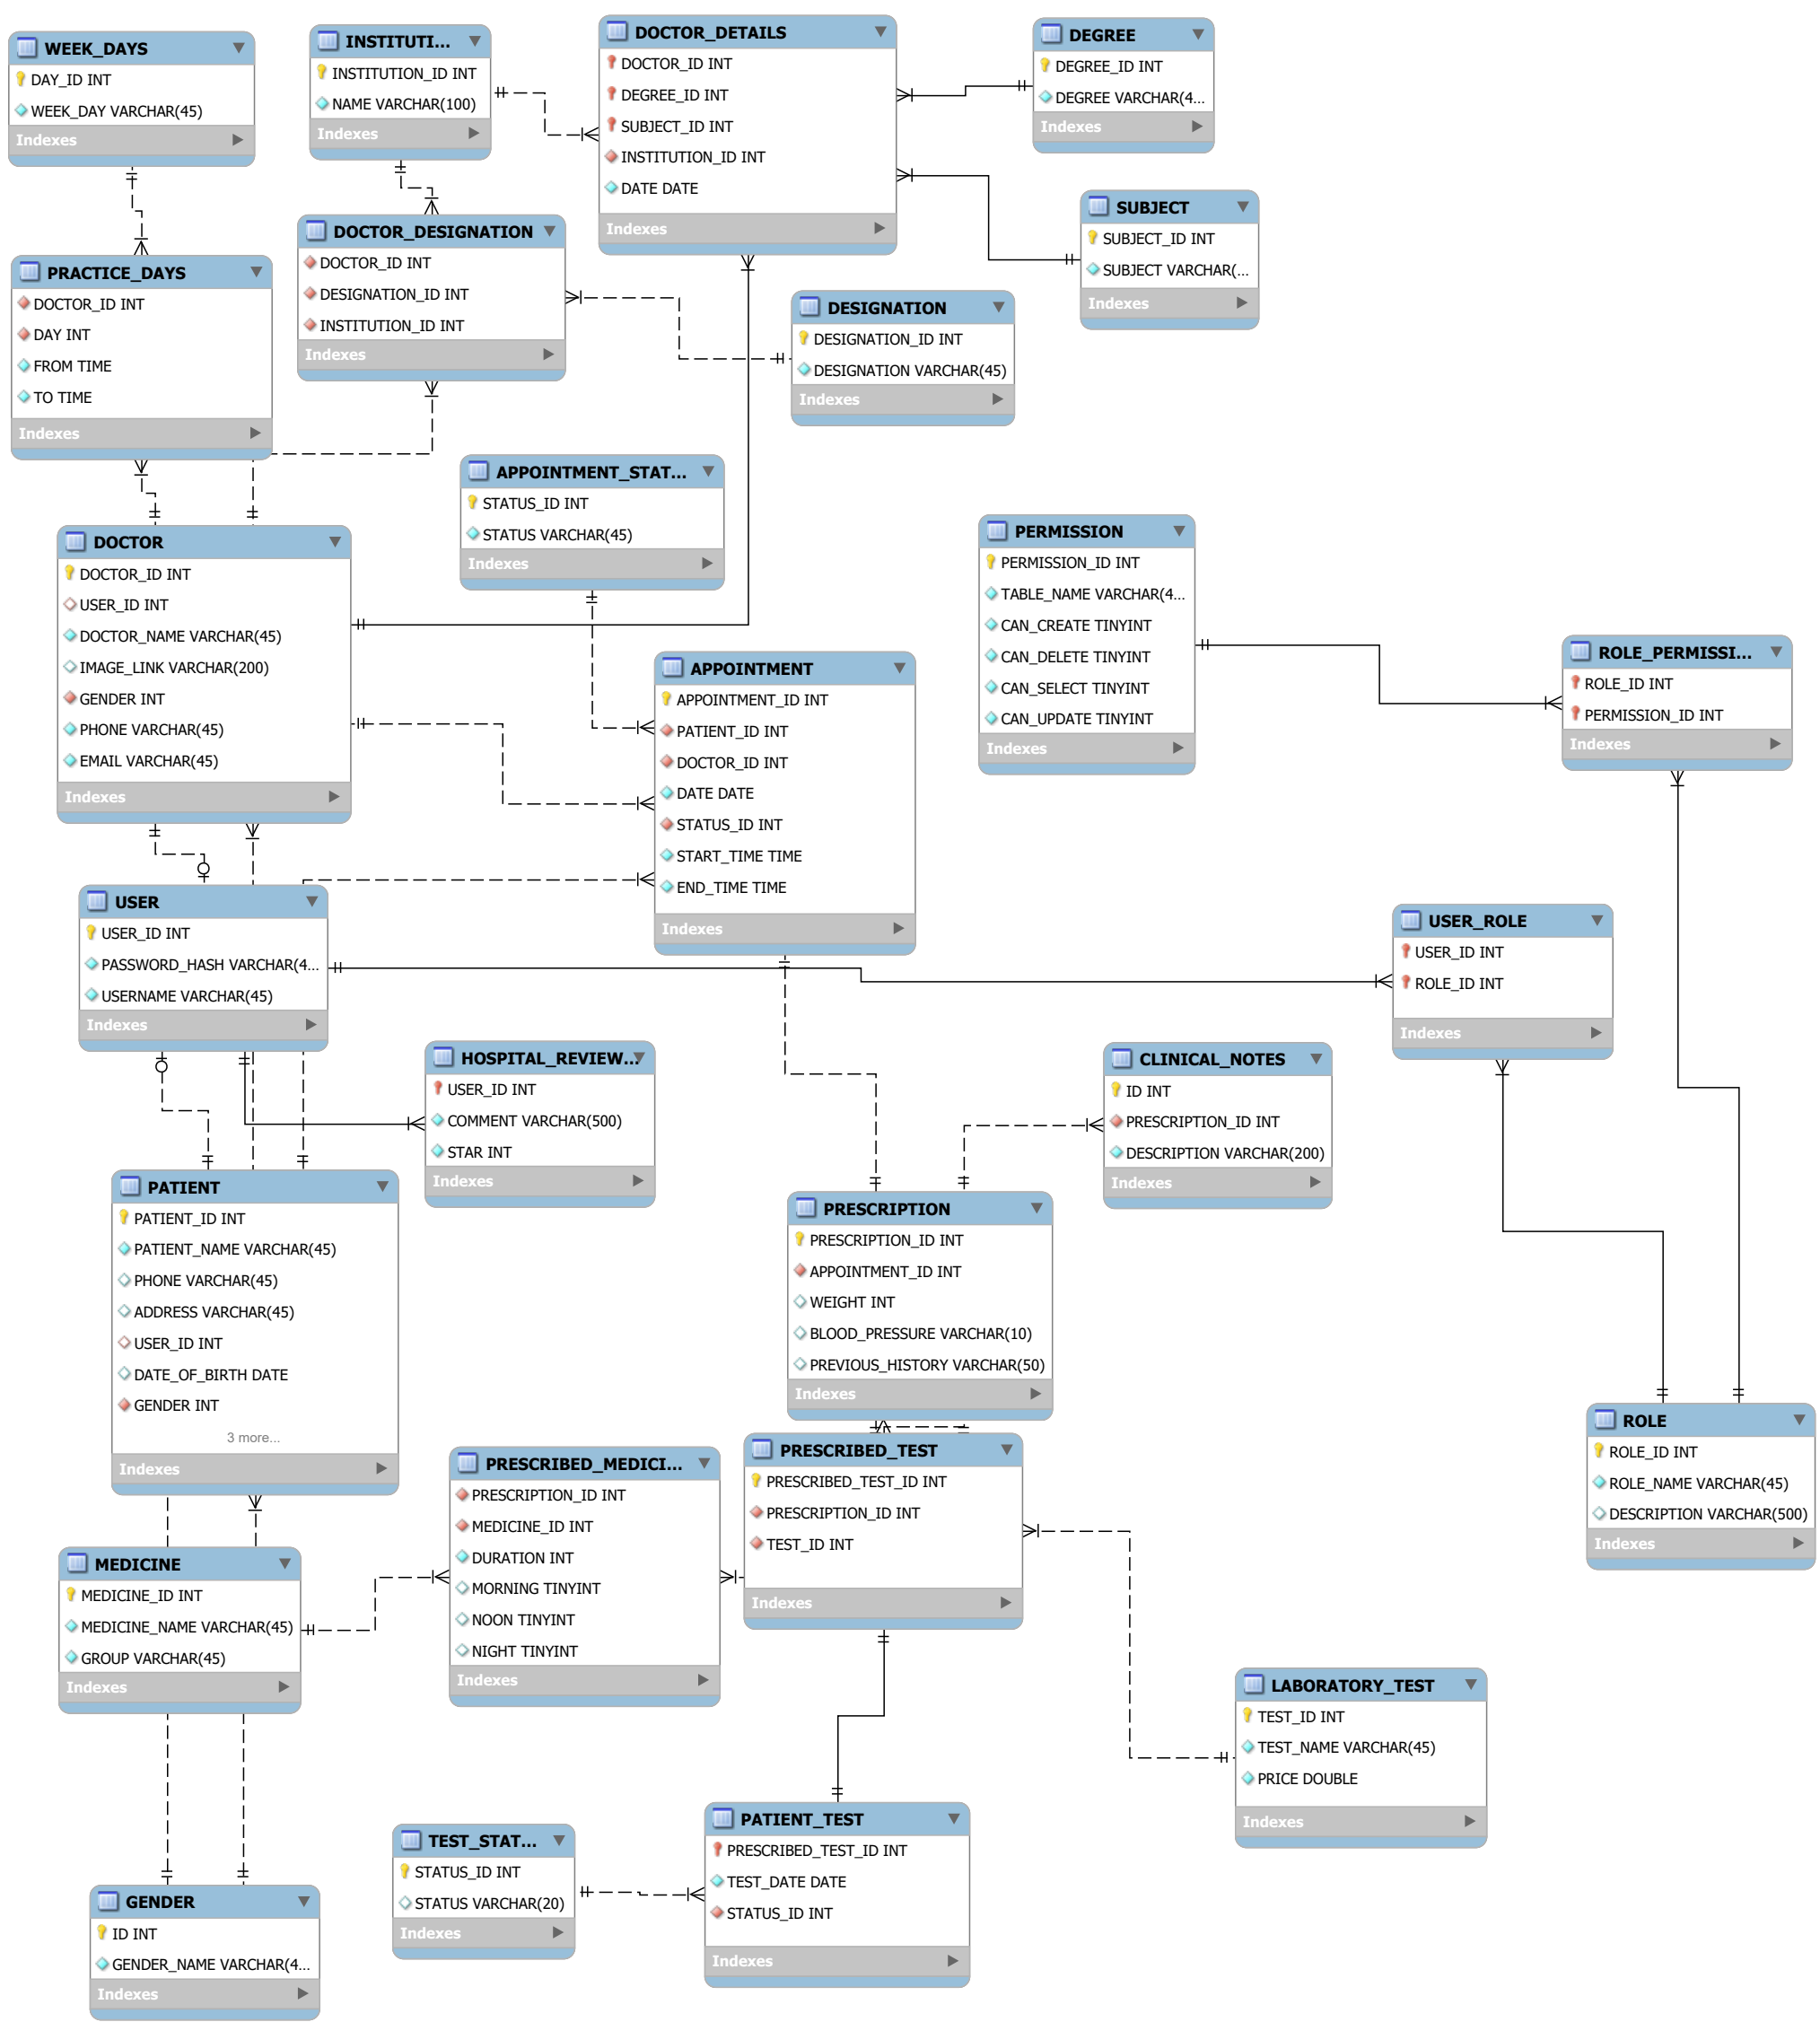 WEEK_DAYS
DAY_ID INT
WEEK_DAY VARCHAR(45)
Indexes
INSTITUTI...
INSTITUTION_ID INT
NAME VARCHAR(100)
Indexes
DOCTOR_DETAILS
DOCTOR_ID INT
DEGREE_ID INT
SUBJECT_ID INT
INSTITUTION_ID INT
DATE DATE
Indexes
DEGREE
DEGREE_ID INT
DEGREE VARCHAR(4...
Indexes
SUBJECT
SUBJECT_ID INT
SUBJECT VARCHAR(...
Indexes
DOCTOR_DESIGNATION
DOCTOR_ID INT
DESIGNATION_ID INT
INSTITUTION_ID INT
Indexes
PRACTICE_DAYS
DOCTOR_ID INT
DAY INT
FROM TIME
TO TIME
Indexes
DESIGNATION
DESIGNATION_ID INT
DESIGNATION VARCHAR(45)
Indexes
APPOINTMENT_STAT...
STATUS_ID INT
STATUS VARCHAR(45)
Indexes
DOCTOR
DOCTOR_ID INT
USER_ID INT
DOCTOR_NAME VARCHAR(45)
IMAGE_LINK VARCHAR(200)
GENDER INT
PHONE VARCHAR(45)
EMAIL VARCHAR(45)
Indexes
PERMISSION
PERMISSION_ID INT
TABLE_NAME VARCHAR(4...
CAN_CREATE TINYINT
CAN_DELETE TINYINT
CAN_SELECT TINYINT
CAN_UPDATE TINYINT
Indexes
ROLE_PERMISSI...
ROLE_ID INT
PERMISSION_ID INT
Indexes
APPOINTMENT
APPOINTMENT_ID INT
PATIENT_ID INT
DOCTOR_ID INT
DATE DATE
STATUS_ID INT
START_TIME TIME
END_TIME TIME
Indexes
USER
USER_ID INT
PASSWORD_HASH VARCHAR(4...
USERNAME VARCHAR(45)
Indexes
USER_ROLE
USER_ID INT
ROLE_ID INT
Indexes
HOSPITAL_REVIEW...
USER_ID INT
COMMENT VARCHAR(500)
STAR INT
Indexes
CLINICAL_NOTES
ID INT
PRESCRIPTION_ID INT
DESCRIPTION VARCHAR(200)
Indexes
PATIENT
PATIENT_ID INT
PATIENT_NAME VARCHAR(45)
PHONE VARCHAR(45)
ADDRESS VARCHAR(45)
USER_ID INT
DATE_OF_BIRTH DATE
GENDER INT
3 more...
Indexes
PRESCRIPTION
PRESCRIPTION_ID INT
APPOINTMENT_ID INT
WEIGHT INT
BLOOD_PRESSURE VARCHAR(10)
PREVIOUS_HISTORY VARCHAR(50)
Indexes
ROLE
ROLE_ID INT
ROLE_NAME VARCHAR(45)
DESCRIPTION VARCHAR(500)
Indexes
PRESCRIBED_MEDICI...
PRESCRIPTION_ID INT
MEDICINE_ID INT
DURATION INT
MORNING TINYINT
NOON TINYINT
NIGHT TINYINT
Indexes
PRESCRIBED_TEST
PRESCRIBED_TEST_ID INT
PRESCRIPTION_ID INT
TEST_ID INT
Indexes
MEDICINE
MEDICINE_ID INT
MEDICINE_NAME VARCHAR(45)
GROUP VARCHAR(45)
Indexes
LABORATORY_TEST
TEST_ID INT
TEST_NAME VARCHAR(45)
PRICE DOUBLE
Indexes
PATIENT_TEST
PRESCRIBED_TEST_ID INT
TEST_DATE DATE
STATUS_ID INT
Indexes
TEST_STAT...
STATUS_ID INT
STATUS VARCHAR(20)
Indexes
GENDER
ID INT
GENDER_NAME VARCHAR(4...
Indexes